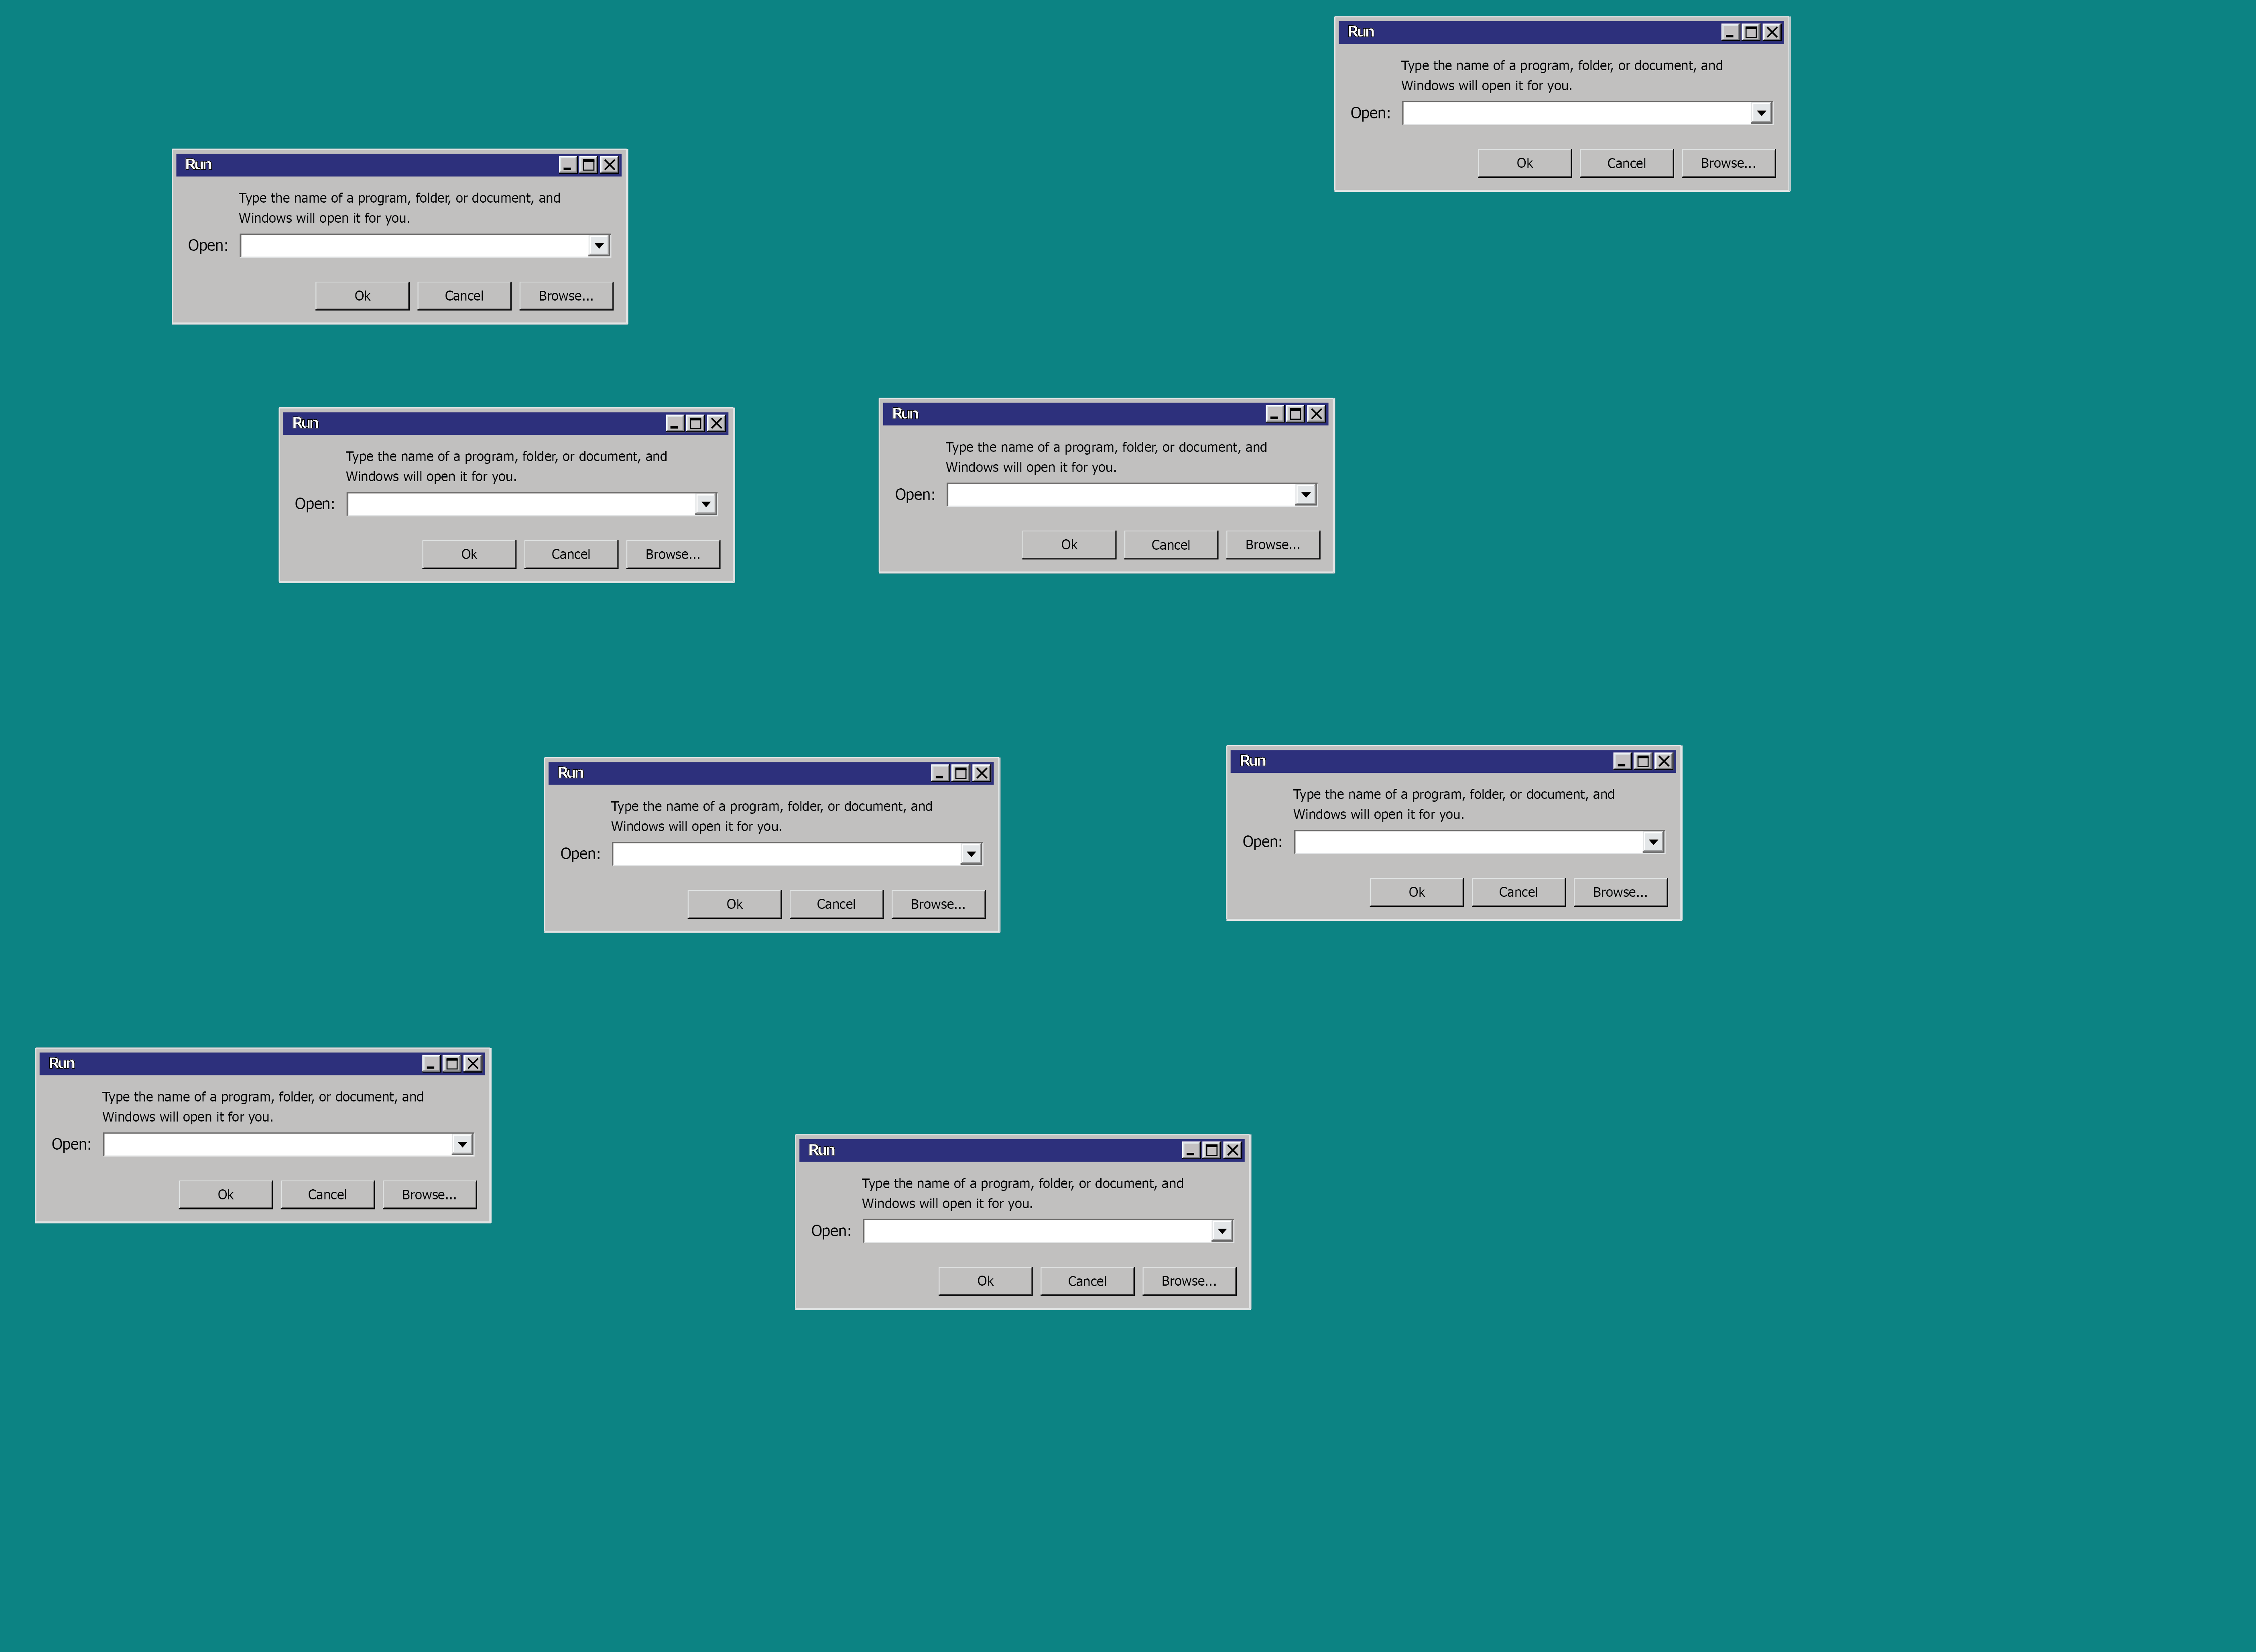 Run
Type the name of a program, folder, or document, and
Windows will open it for you.
Open:
Ok Cancel Browse...
Run
Type the name of a program, folder, or document, and
Windows will open it for you.
Open:
Ok Cancel Browse...
Run
Type the name of a program, folder, or document, and
Windows will open it for you.
Open:
Ok Cancel Browse...
Run
Type the name of a program, folder, or document, and
Windows will open it for you.
Open:
Ok Cancel Browse...
Run
Type the name of a program, folder, or document, and
Windows will open it for you.
Open:
Ok Cancel Browse...
Run
Type the name of a program, folder, or document, and
Windows will open it for you.
Open:
Ok Cancel Browse...
Run
Type the name of a program, folder, or document, and
Windows will open it for you.
Open:
Ok Cancel Browse...
Run
Type the name of a program, folder, or document, and
Windows will open it for you.
Open:
Ok Cancel Browse...